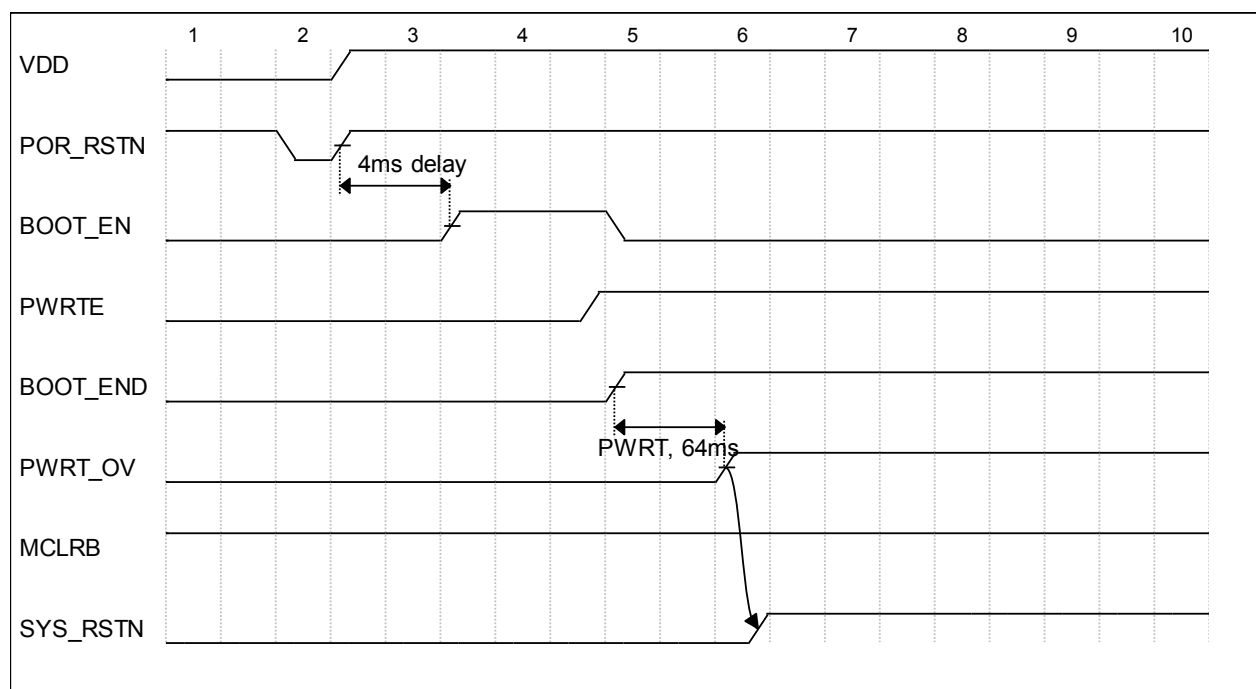 1 2 3 4 5 6 7 8 9 10
VDD
POR_RSTN
4ms delay
BOOT_EN
PWRTE
BOOT_END
PWRT, 64ms
PWRT_OV
MCLRB
SYS_RSTN